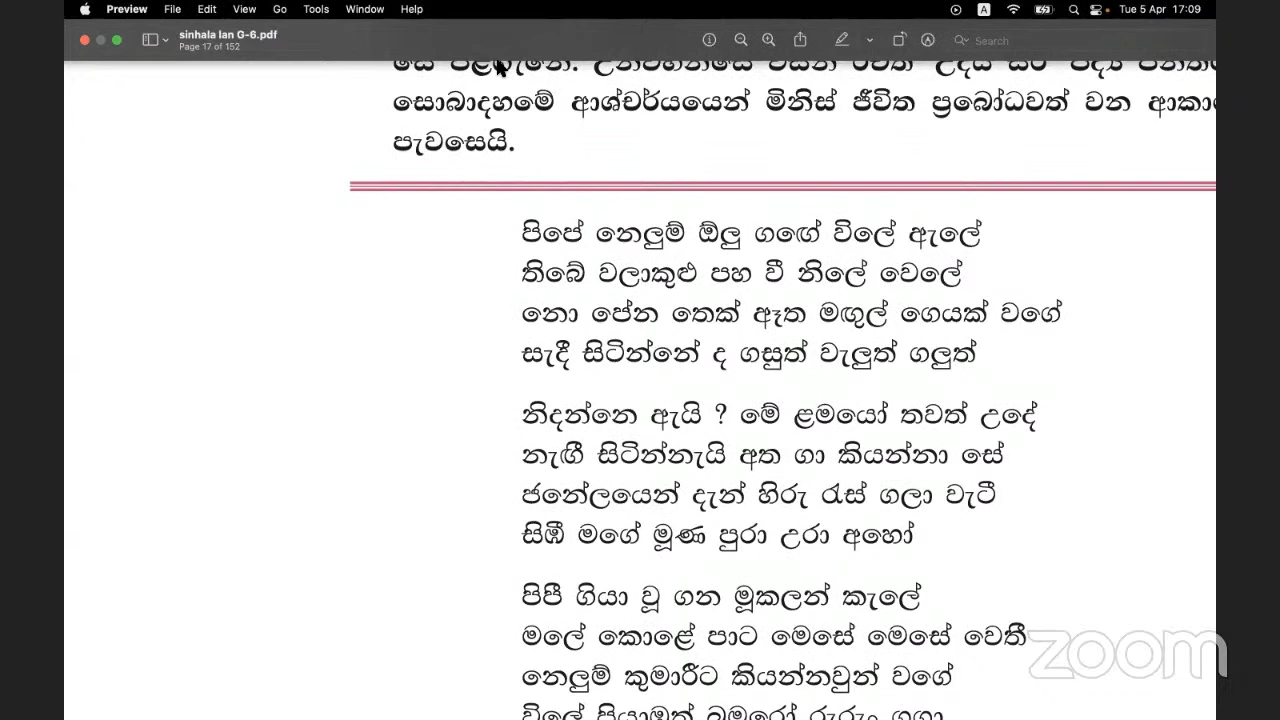 Preview File Edit View Go Tools Window Help Tue 5 Apr 17:09
sinhala lan G-6.pdf
Page 17 of 152
Search
සොබාදහමේ ආශ්චර්යයෙන් මිනිස් ජීවිත ප්‍රබෝධවත් වන
පැවසෙයි.
පිපේ නෙලුම් ඕලු ගඟේ විලේ ඇලේ
තිබේ වලාකුළු පහ වී නිලේ වෙලේ
නො පේන තෙක් ඈත මඟුල් ගෙයක් වගේ
සැදී සිටින්නේ ද ගසුත් වැලුත් ගලුත්
නිදන්නෙ ඇයි ? මේ ළමයෝ තවත් උදේ
නැඟී සිටින්නැයි අත ගා කියන්නා සේ
ජනේලයෙන් දැන් හිරු රැස් ගලා වැටී
සිඹී මගේ මූණ පුරා උරා අහෝ
පිපී ගියා වූ ගන මූකලන් කැලේ
මලේ කොළේ පාට මෙසේ මෙසේ වෙතී
නෙලුම් කුමාරීට කියන්නවුන් වගේ
zoom